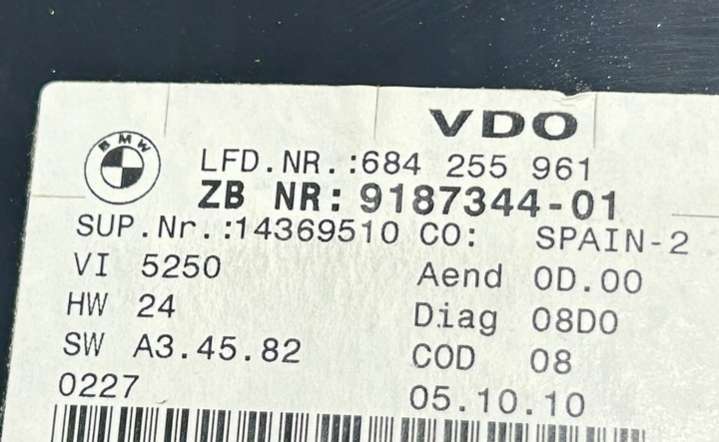 VDO
BMW
LFD.NR.:684 255 961
ZB NR: 9187344-01
SUP.Nr.:14369510 CO: SPAIN-2
VI 5250 Aend 0D.00
HW 24 Diag 08D0
SW A3.45.82 COD 08
0227 05.10.10